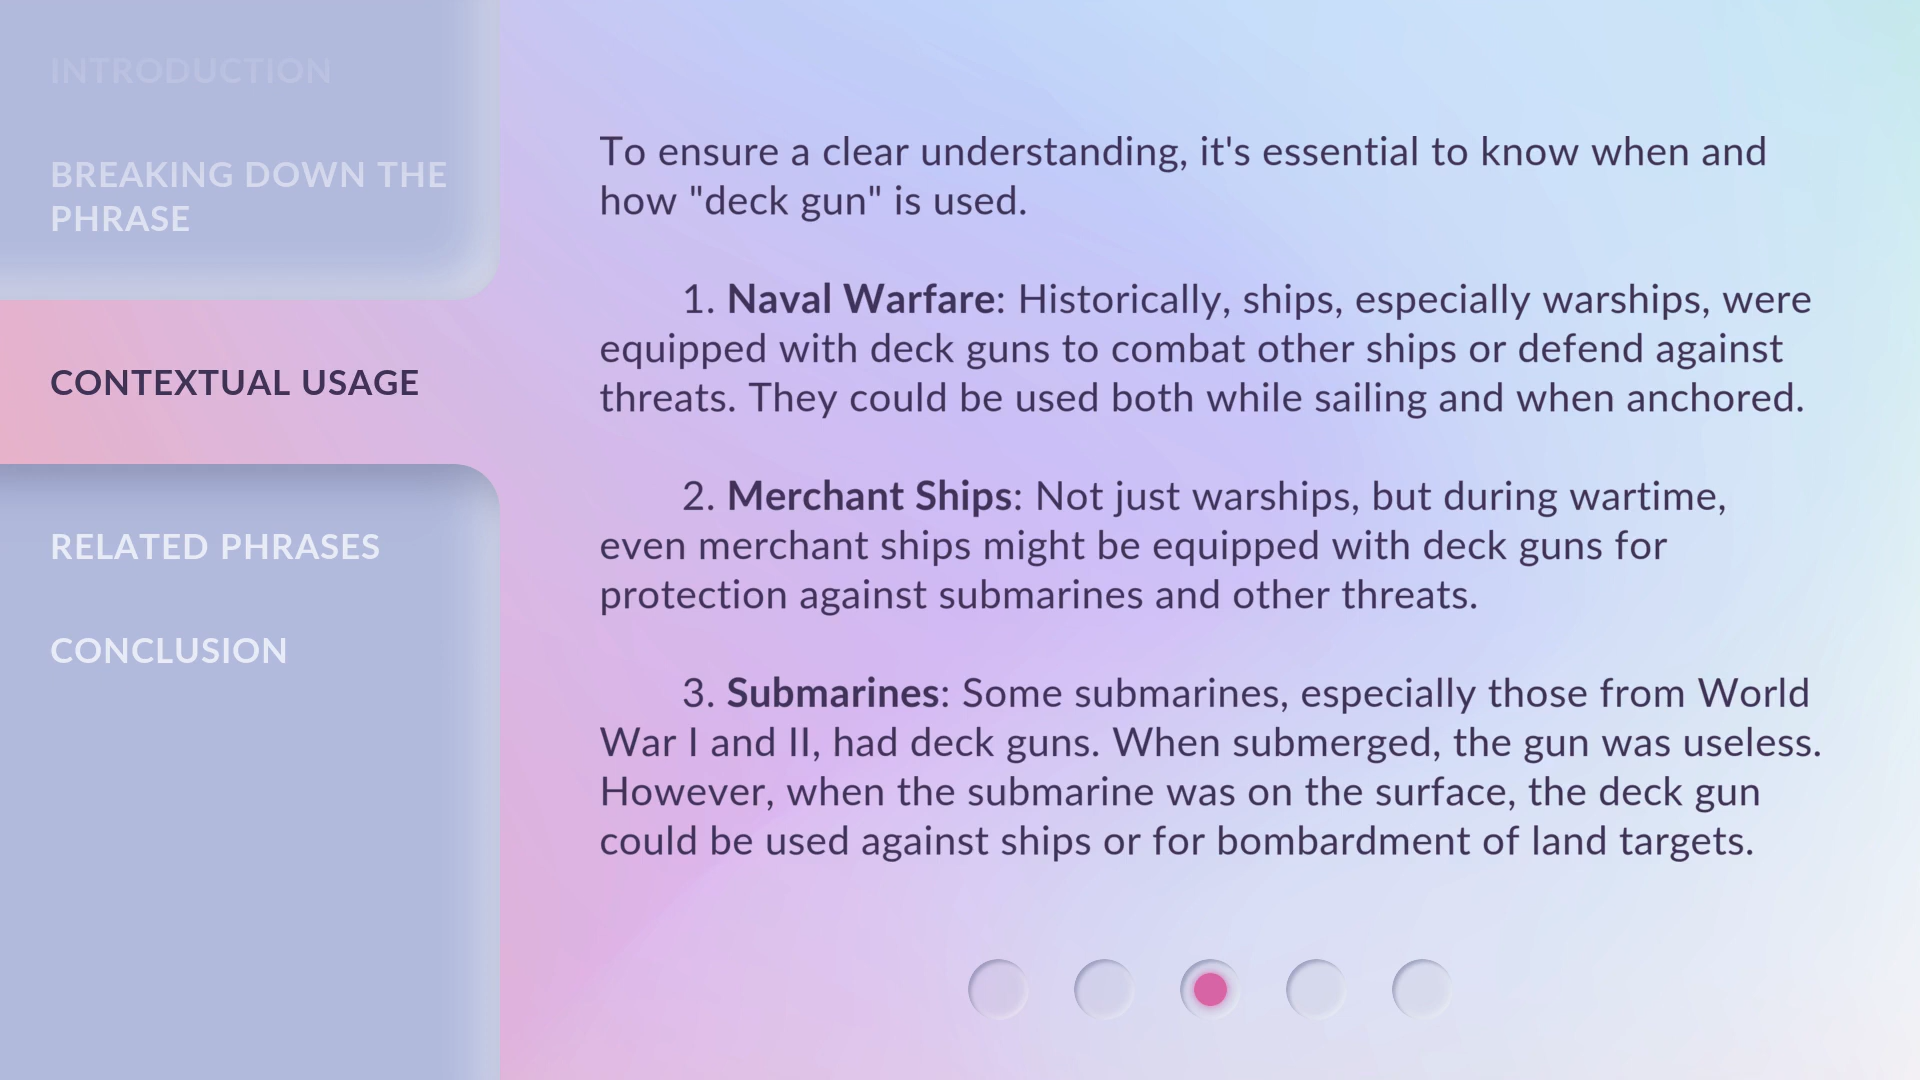 INTRODUCTION
BREAKING DOWN THE
PHRASE
CONTEXTUAL USAGE
RELATED PHRASES
CONCLUSION
To ensure a clear understanding, it's essential to know when and
how "deck gun" is used.
1. Naval Warfare: Historically, ships, especially warships, were
equipped with deck guns to combat other ships or defend against
threats. They could be used both while sailing and when anchored.
2. Merchant Ships: Not just warships, but during wartime,
even merchant ships might be equipped with deck guns for
protection against submarines and other threats.
3. Submarines: Some submarines, especially those from World
War I and II, had deck guns. When submerged, the gun was useless.
However, when the submarine was on the surface, the deck gun
could be used against ships or for bombardment of land targets.